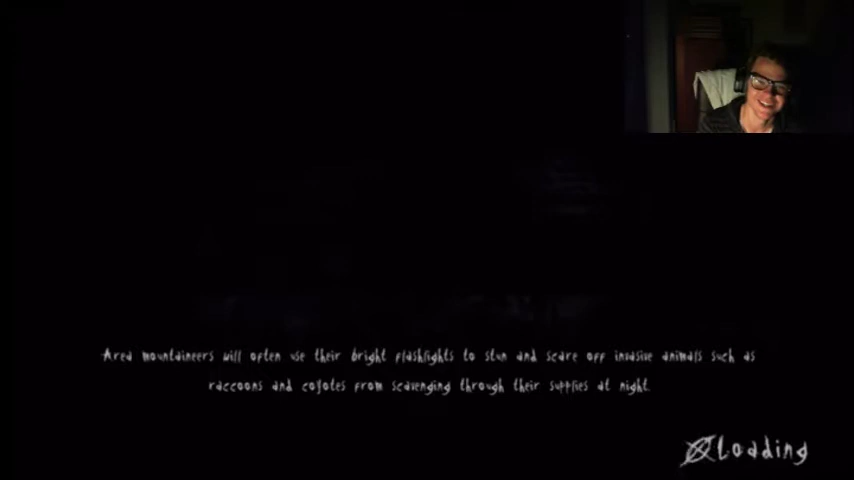 Area mountaineers will often use their bright flashlights to stun and scare off invasive animals such as
raccoons and coyotes from scavenging through their supplies at night.
Loading